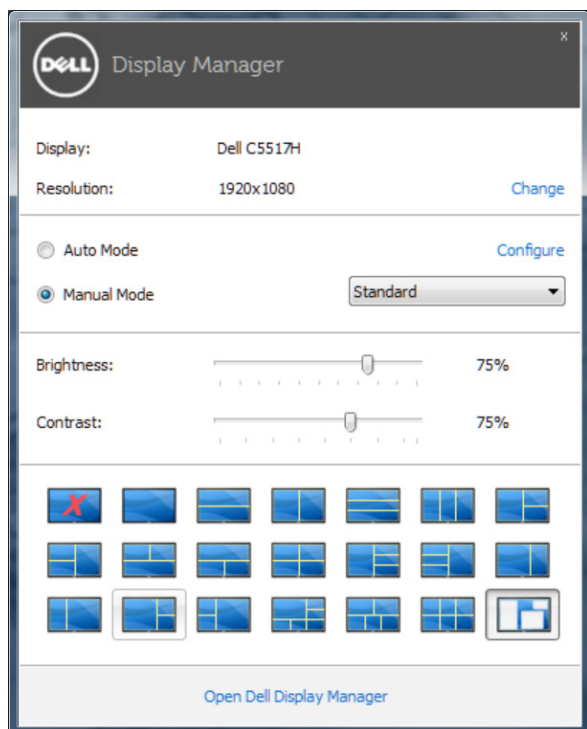 x
DELL Display Manager
Display: Dell C5517H
Resolution: 1920x1080 Change
Auto Mode Configure
Manual Mode Standard
Brightness: 75%
Contrast: 75%
X
Open Dell Display Manager